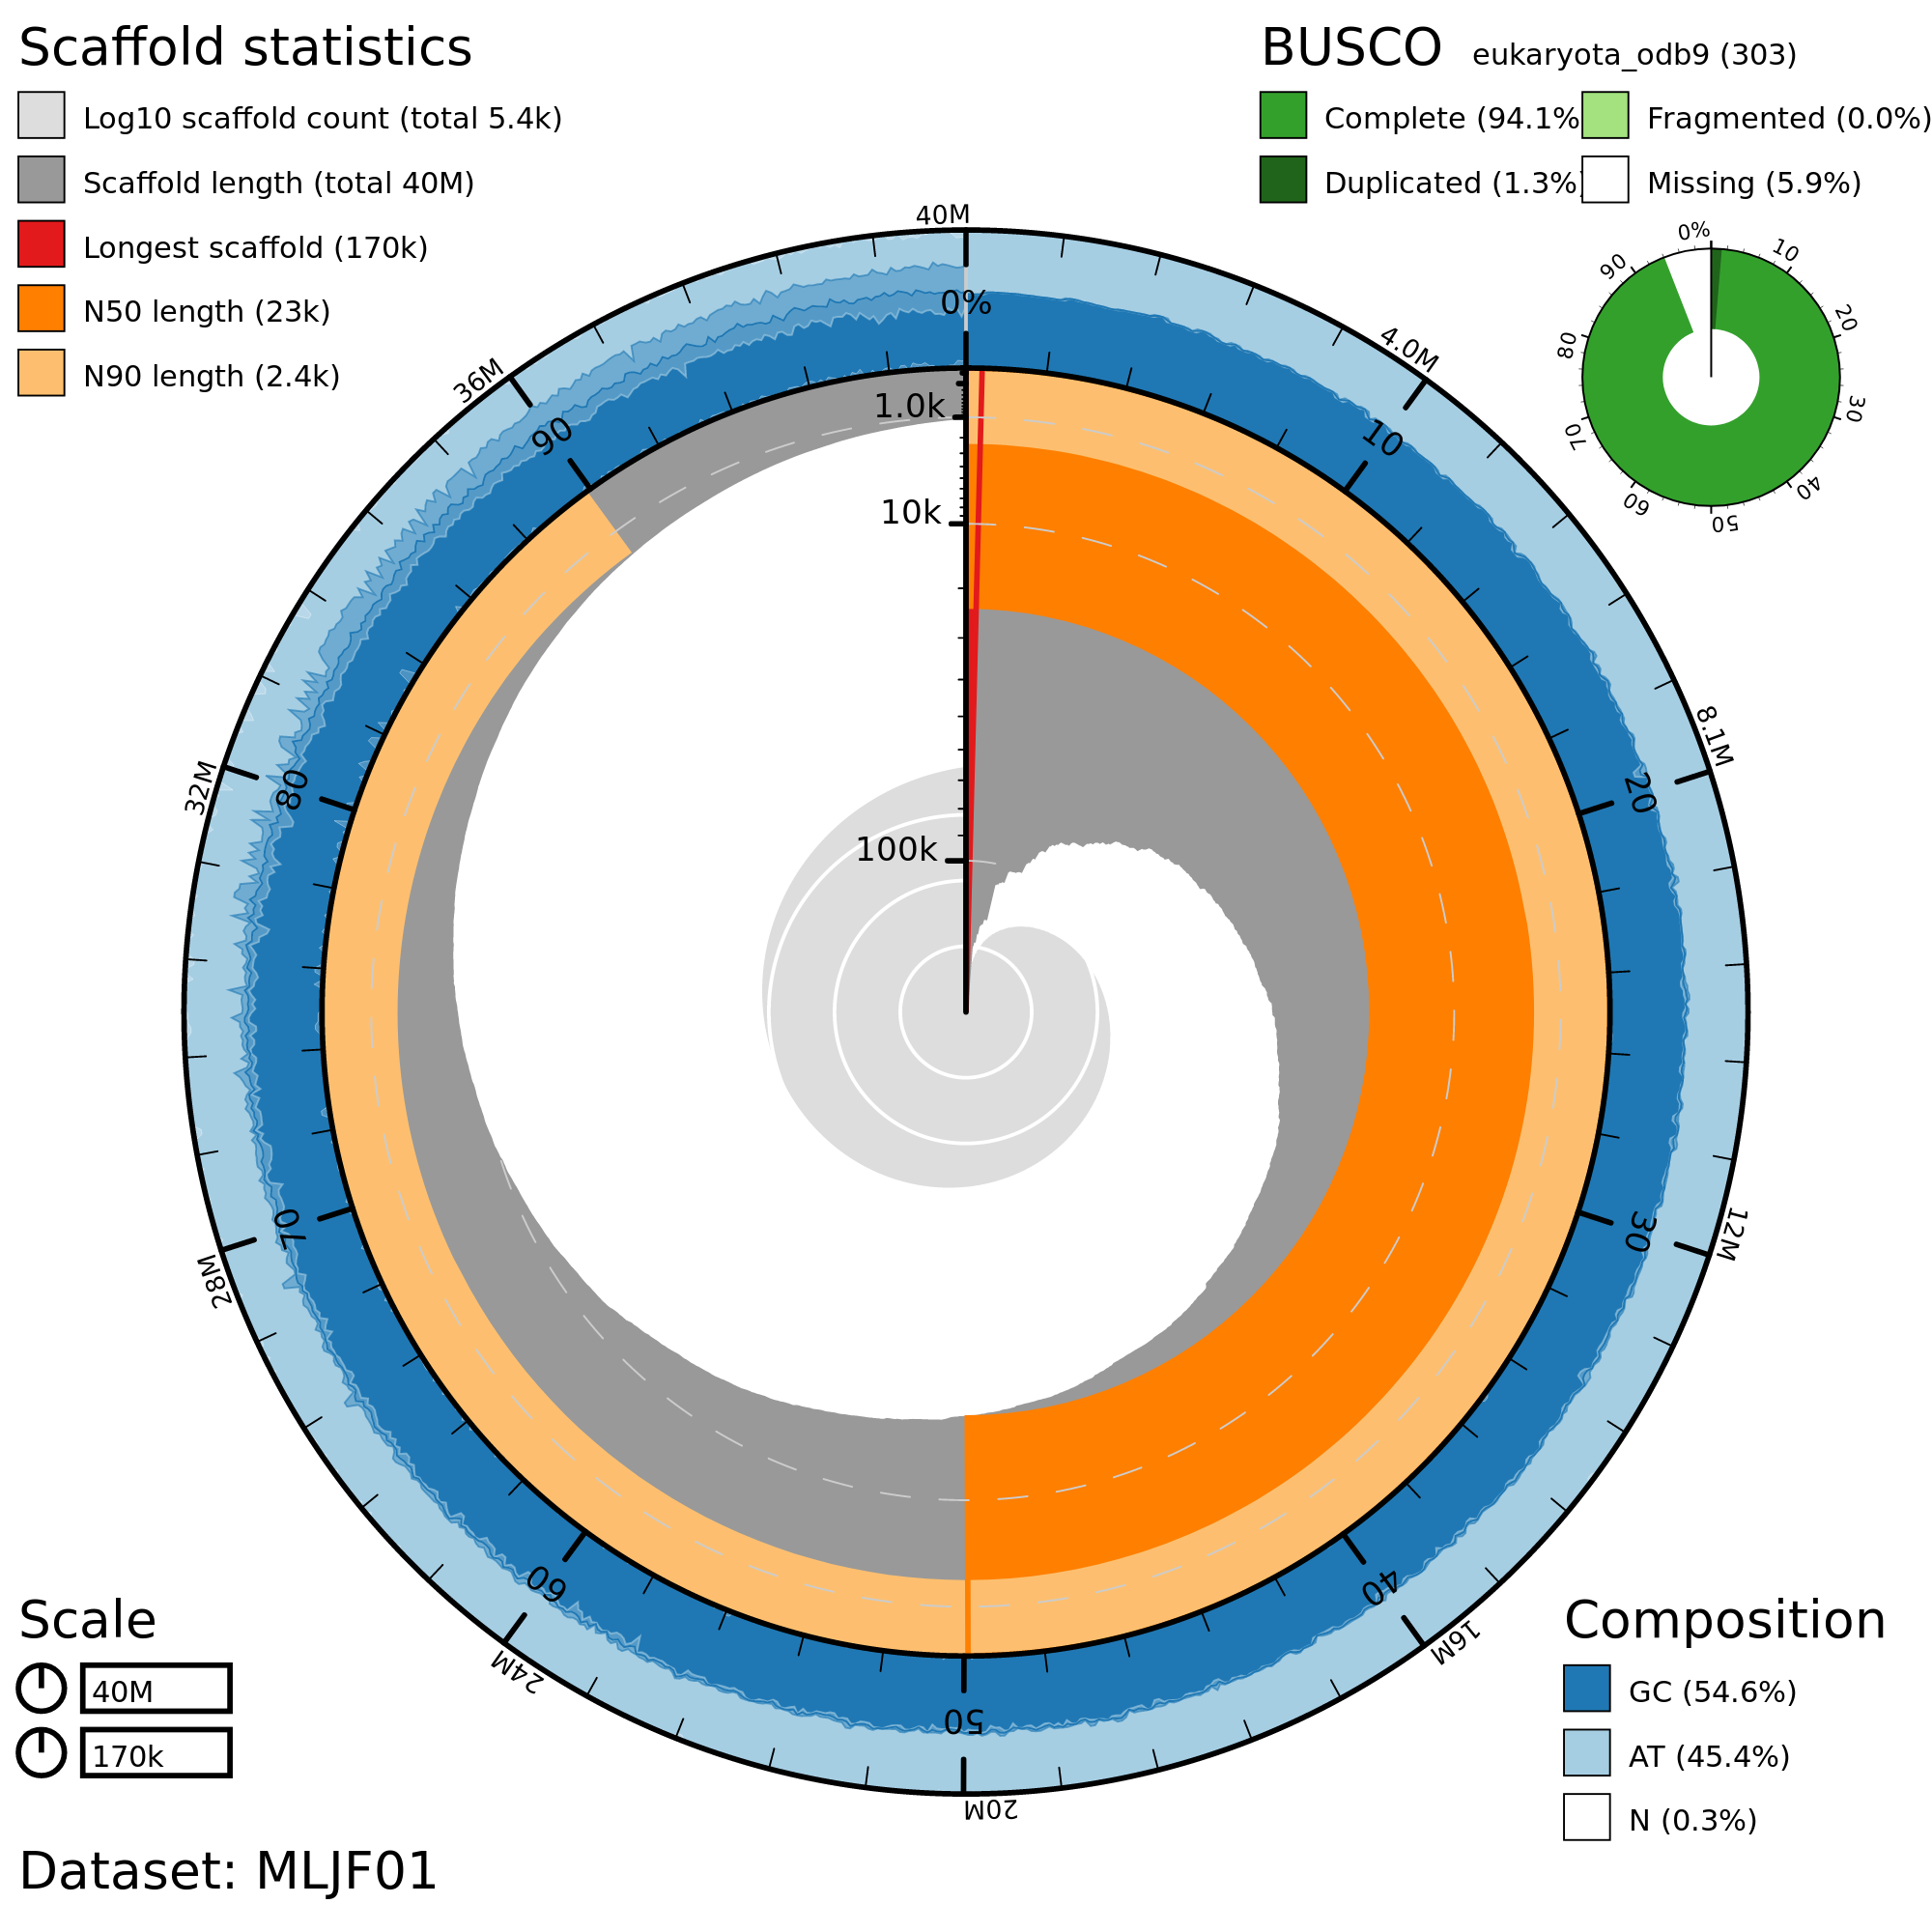 Scaffold statistics
Log10 scaffold count (total 5.4k)
Scaffold length (total 40M)
Longest scaffold (170k)
N50 length (23k)
N90 length (2.4k)
BUSCO eukaryota_odb9 (303)
Complete (94.1% Fragmented (0.0%)
Duplicated (1.3%) Missing (5.9%)
0%
10
20
30
40
50
60
70
80
90
40M
4.0M
8.1M
12M
16M
20M
24M
28M
32M
36M
0%
10
20
30
40
50
60
70
80
90
1.0k
10k
100k
Scale
40M
170k
Composition
GC (54.6%)
AT (45.4%)
N (0.3%)
Dataset: MLJF01